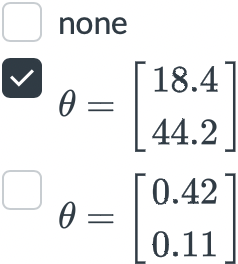 none
θ = [18.4
44.2]
θ = [0.42
0.11]